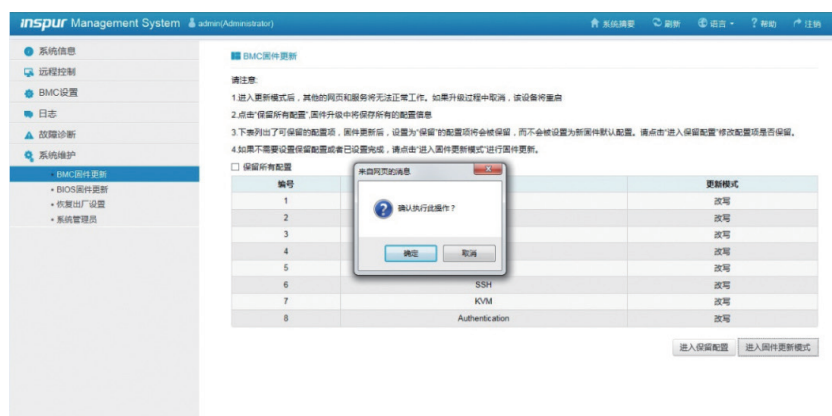 inspur Management System admin(Administrator) 系统摘要 刷新 语言 ? 帮助 注销
系统信息
远程控制
BMC设置
日志
故障诊断
系统维护
• BMC固件更新
• BIOS固件更新
• 恢复出厂设置
• 系统管理员
BMC固件更新
请注意:
1.进入更新模式后，其他的网页和服务将无法正常工作。如果升级过程中取消，该设备将重启
2.点击“保留所有配置”,固件升级中将保存所有的配置信息
3.下表列出了可保留的配置项，固件更新后，设置为“保留”的配置项将会被保留，而不会被设置为新固件默认配置。请点击“进入保留配置”修改配置项是否保留。
4.如果不需要设置保留配置或者已设置完成，请点击“进入固件更新模式”进行固件更新。
保留所有配置
编号 更新模式
1 改写
2 改写
3 改写
4 改写
5 改写
6 SSH 改写
7 KVM 改写
8 Authentication 改写
来自网页的消息
确认执行此操作？
确定 取消
进入保留配置 进入固件更新模式